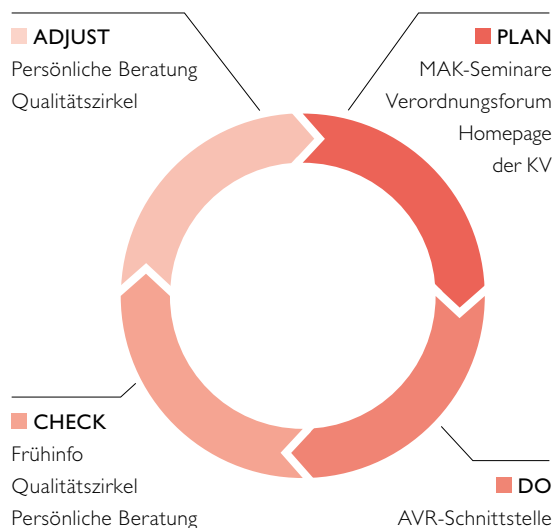 ADJUST
Persönliche Beratung
Qualitätszirkel
PLAN
MAK-Seminare
Verordnungsforum
Homepage
der KV
CHECK
Frühinfo
Qualitätszirkel
Persönliche Beratung
DO
AVR-Schnittstelle